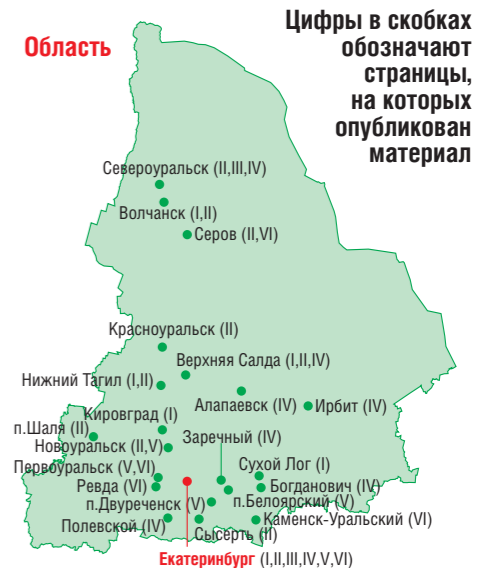 Область
Цифры в скобках
обозначают
страницы,
на которых
опубликован
материал
Североуральск (II,III,IV)
Волчанск (I,II)
Серов (II,VI)
Красноуральск (II)
Верхняя Салда (I,II,IV)
Нижний Тагил (I,II)
Алапаевск (IV)
Ирбит (IV)
Кировград (I)
п.Шаля (II)
Заречный (IV)
Новоуральск (II,V)
Первоуральск (V,VI)
Сухой Лог (I)
Ревда (VI)
Богданович (IV)
п.Двуреченск (V)
п.Белоярский (V)
Полевской (IV)
Каменск-Уральский (VI)
Сысерть (II)
Екатеринбург (I,II,III,IV,V,VI)